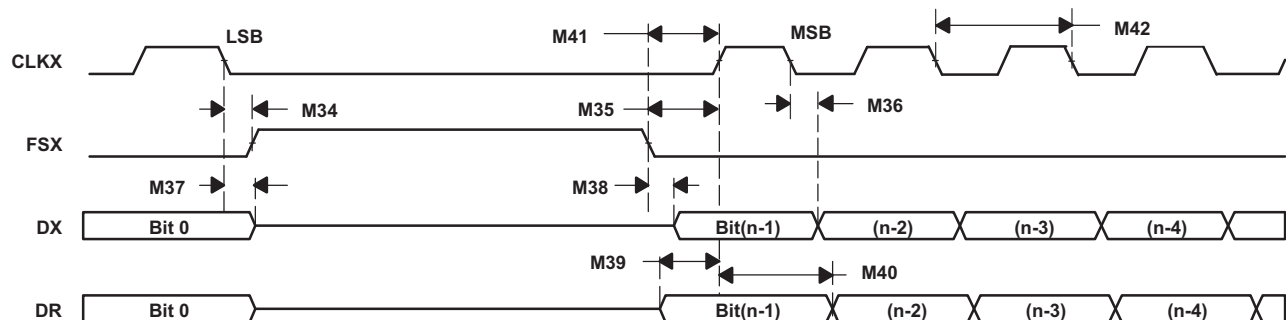 LSB M41 MSB M42
CLKX
M34 M35 M36
FSX
M37 M38
DX Bit 0 Bit(n-1) (n-2) (n-3) (n-4)
M39 M40
DR Bit 0 Bit(n-1) (n-2) (n-3) (n-4)